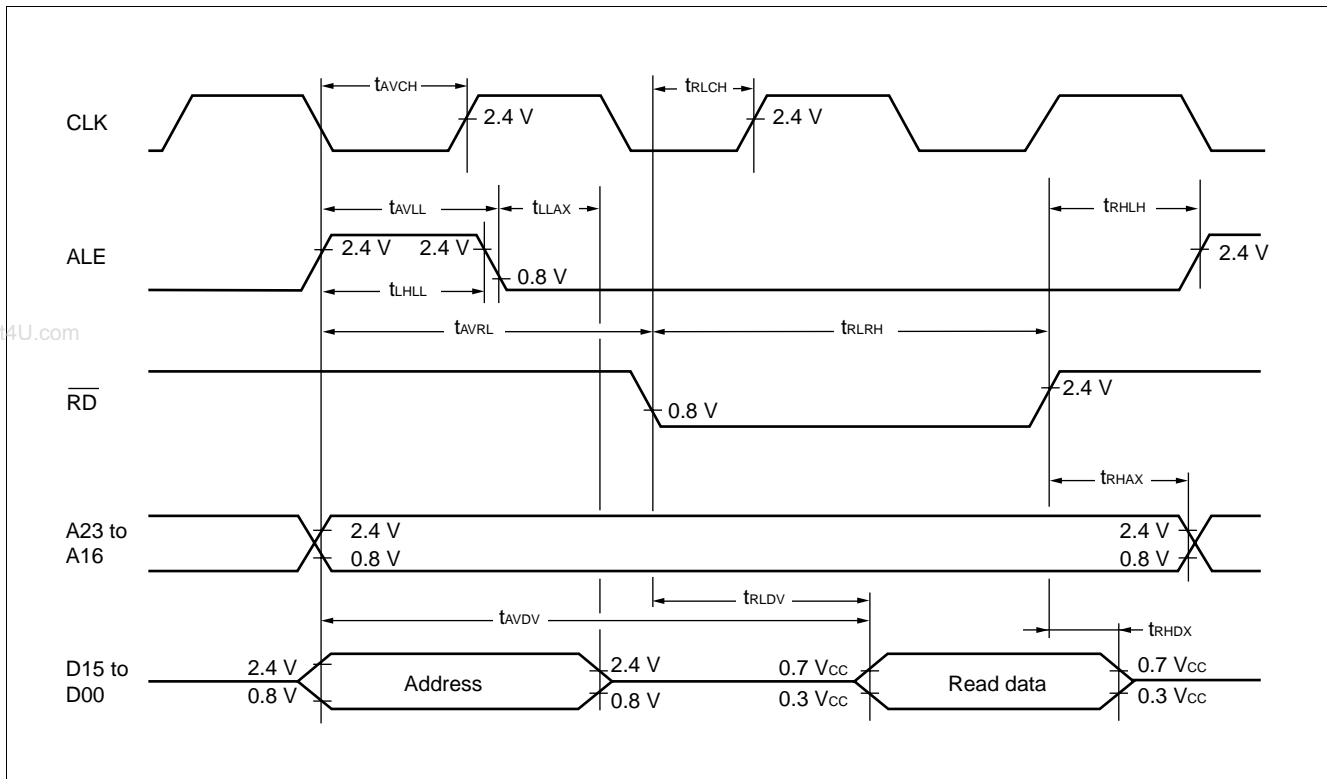 tAVCH
tRLCH
CLK
2.4 V
2.4 V
tAVLL
tLLAX
tRHLH
ALE
2.4 V
2.4 V
2.4 V
0.8 V
tLHLL
t4U.com
tAVRL
tRLRH
RD
2.4 V
0.8 V
tRHAX
A23 to
A16
2.4 V
2.4 V
0.8 V
0.8 V
tRLDV
tAVDV
tRHDX
D15 to
D00
2.4 V
Address
2.4 V
0.7 VCC
Read data
0.7 VCC
0.8 V
0.8 V
0.3 VCC
0.3 VCC